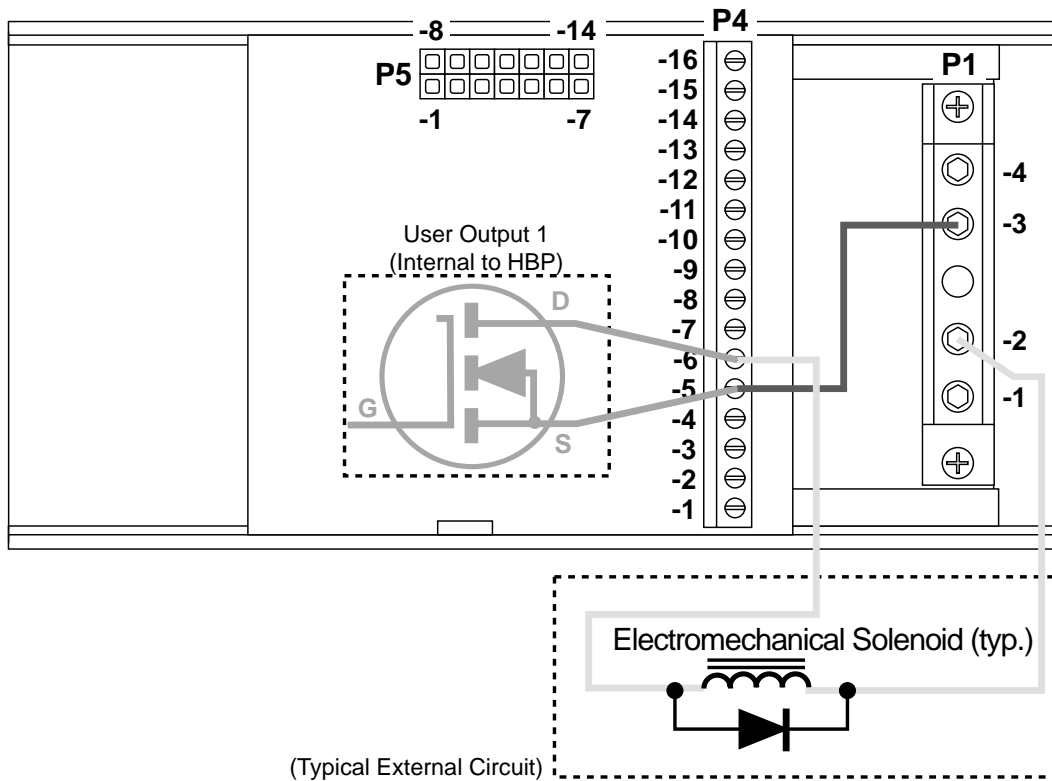 P4
-8 -14
P5
-1 -7
-16
-15
-14
-13
-12
-11
-10
-9
-8
-7
-6
-5
-4
-3
-2
-1
P1
-4
-3
-2
-1
User Output 1
(Internal to HBP)
D
G
S
Electromechanical Solenoid (typ.)
(Typical External Circuit)